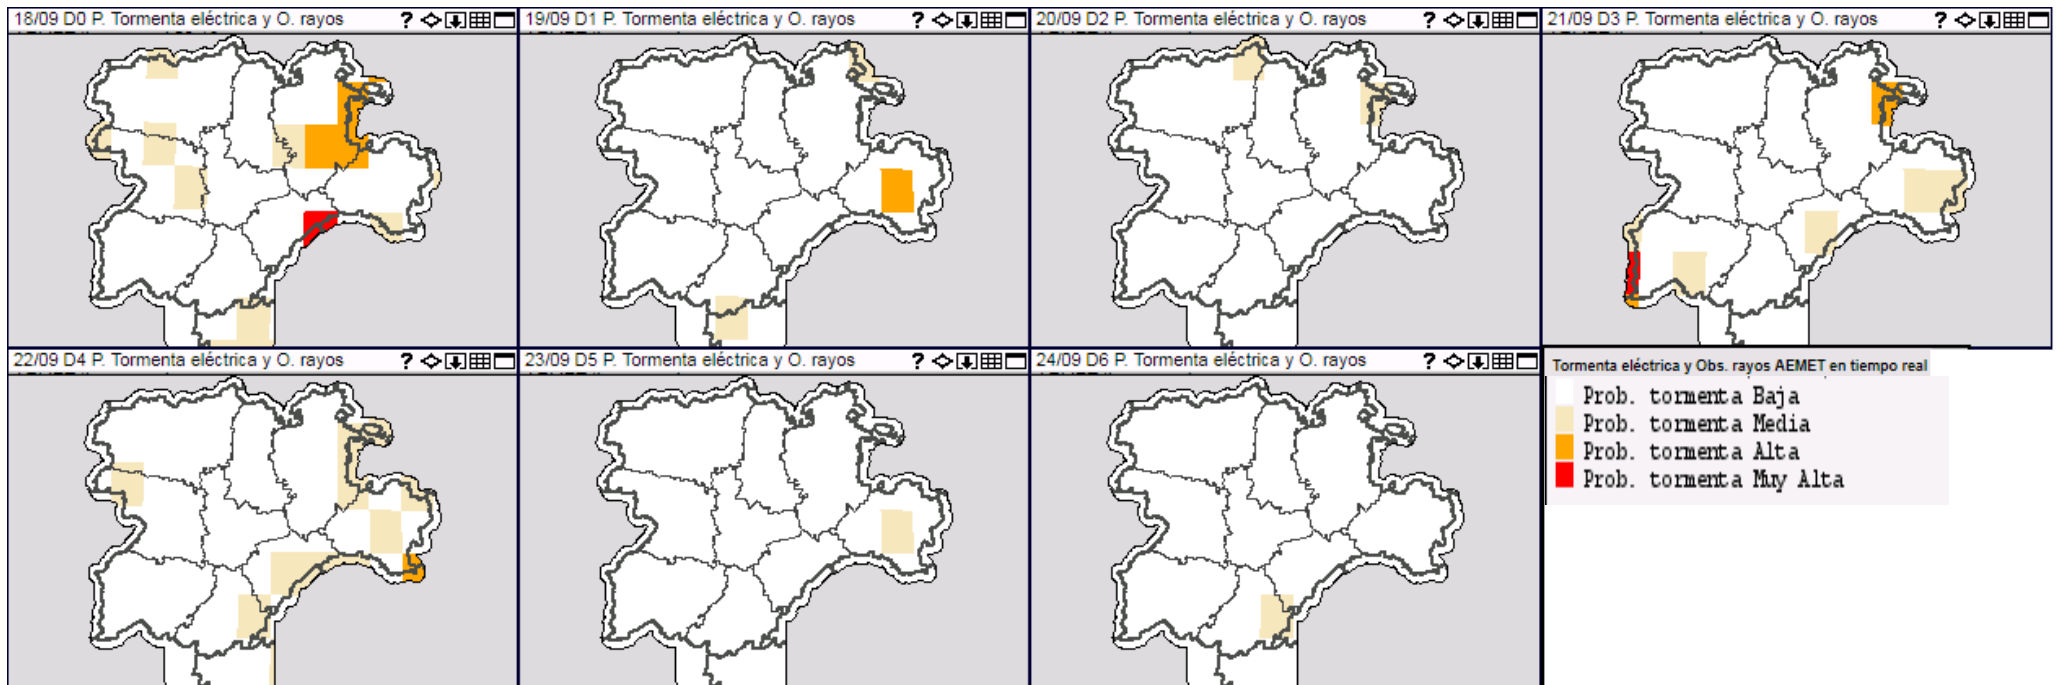 18/09 D0 P. Tormenta eléctrica y O. rayos ?
19/09 D1 P. Tormenta eléctrica y O. rayos ?
20/09 D2 P. Tormenta eléctrica y O. rayos ?
21/09 D3 P. Tormenta eléctrica y O. rayos ?
22/09 D4 P. Tormenta eléctrica y O. rayos ?
23/09 D5 P. Tormenta eléctrica y O. rayos ?
24/09 D6 P. Tormenta eléctrica y O. rayos ?
Tormenta eléctrica y Obs. rayos AEMET en tiempo real
Prob. tormenta Baja
Prob. tormenta Media
Prob. tormenta Alta
Prob. tormenta Muy Alta